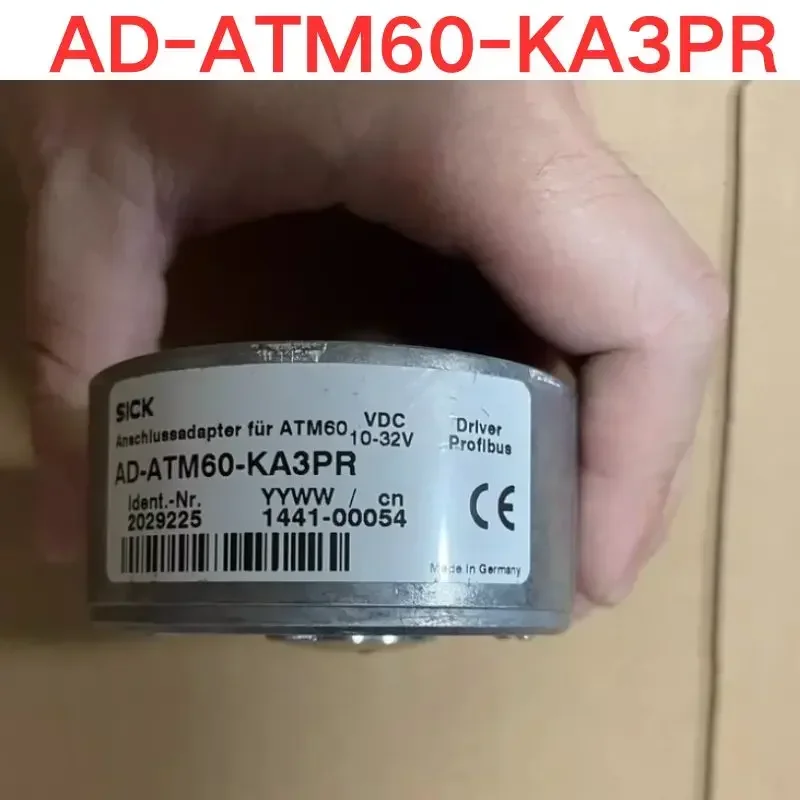 AD-ATM60-KA3PR
SICK
Anschlussadapter für ATM60 VDC 10-32V
Driver
Profibus
AD-ATM60-KA3PR
Ident.-Nr. YYWW / cn
2029225 1441-00054
CE
Made in Germany